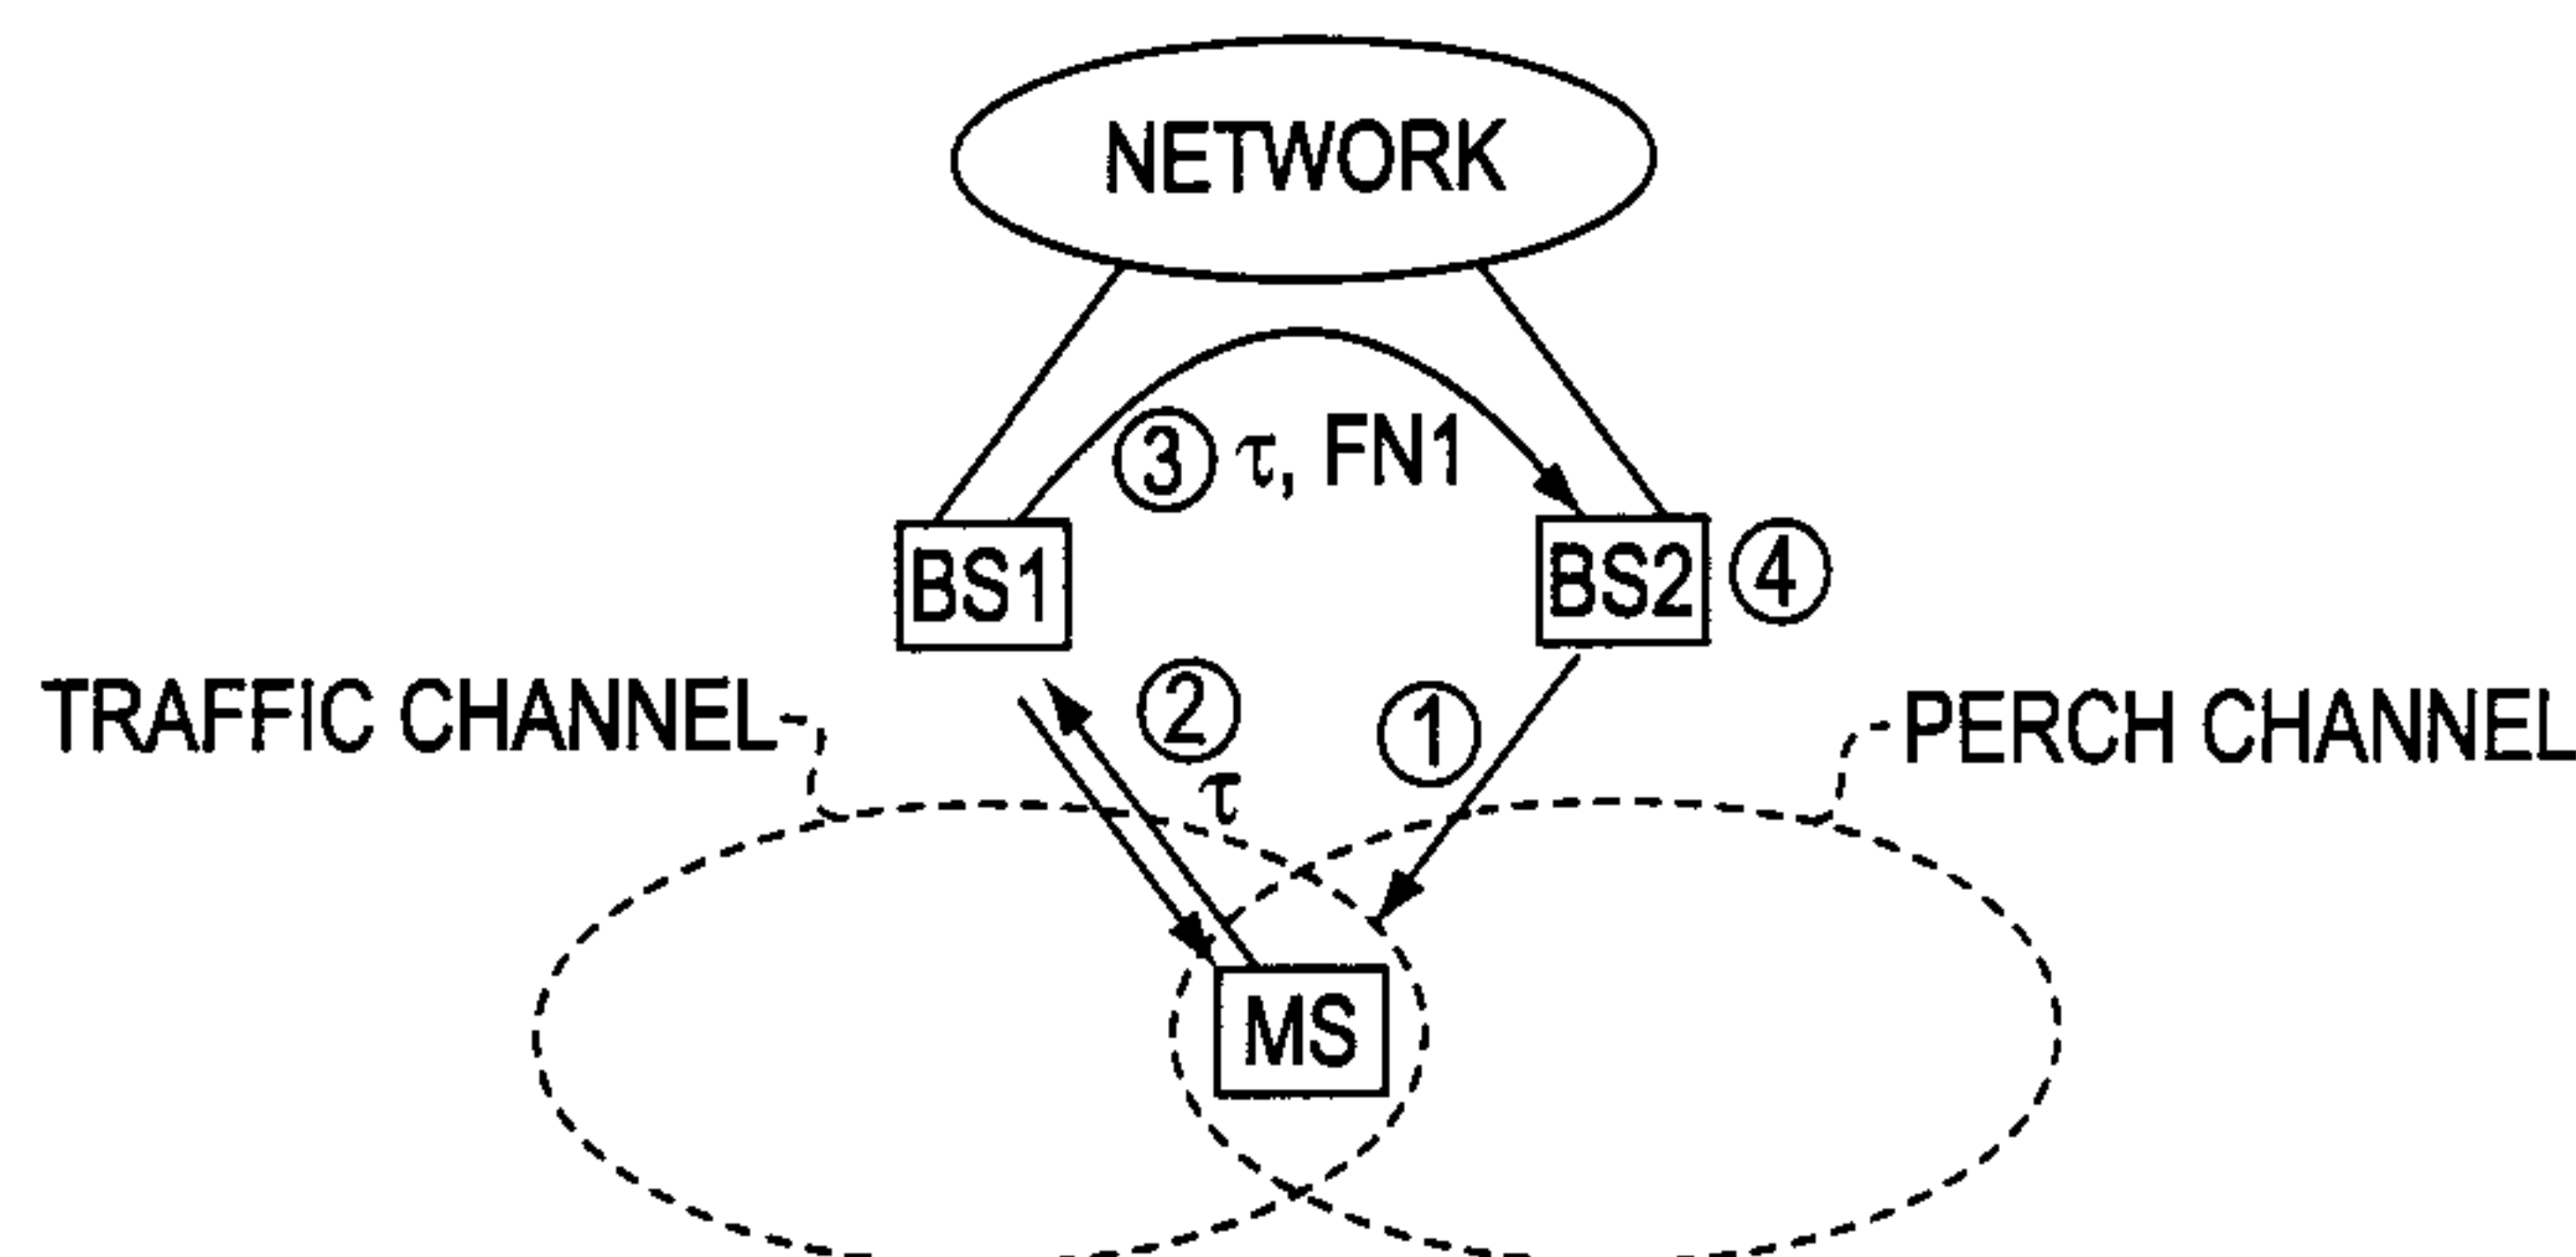 NETWORK
③ τ, FN1
BS1
BS2 ④
TRAFFIC CHANNEL
② τ
①
PERCH CHANNEL
MS